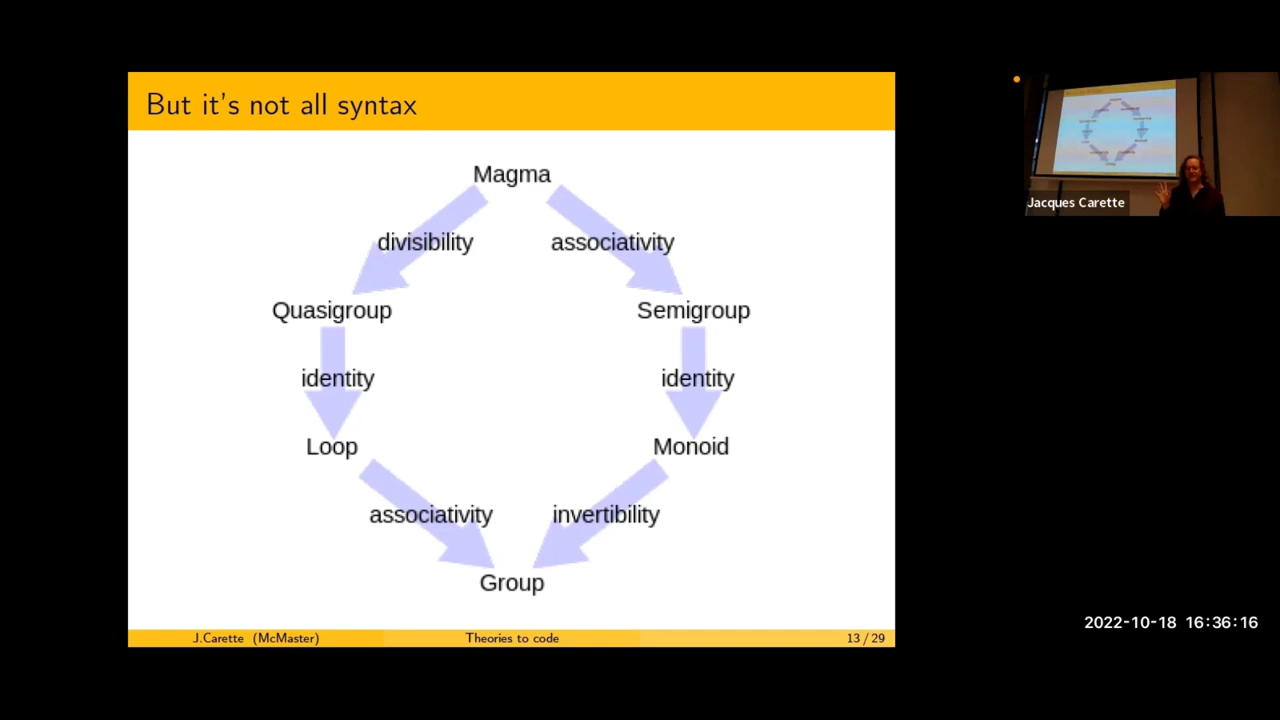 But it's not all syntax
Magma
divisibility
associativity
Quasigroup
Semigroup
identity
identity
Loop
Monoid
associativity
invertibility
Group
J.Carette (McMaster)
Theories to code
13 / 29
Jacques Carette
2022-10-18 16:36:16